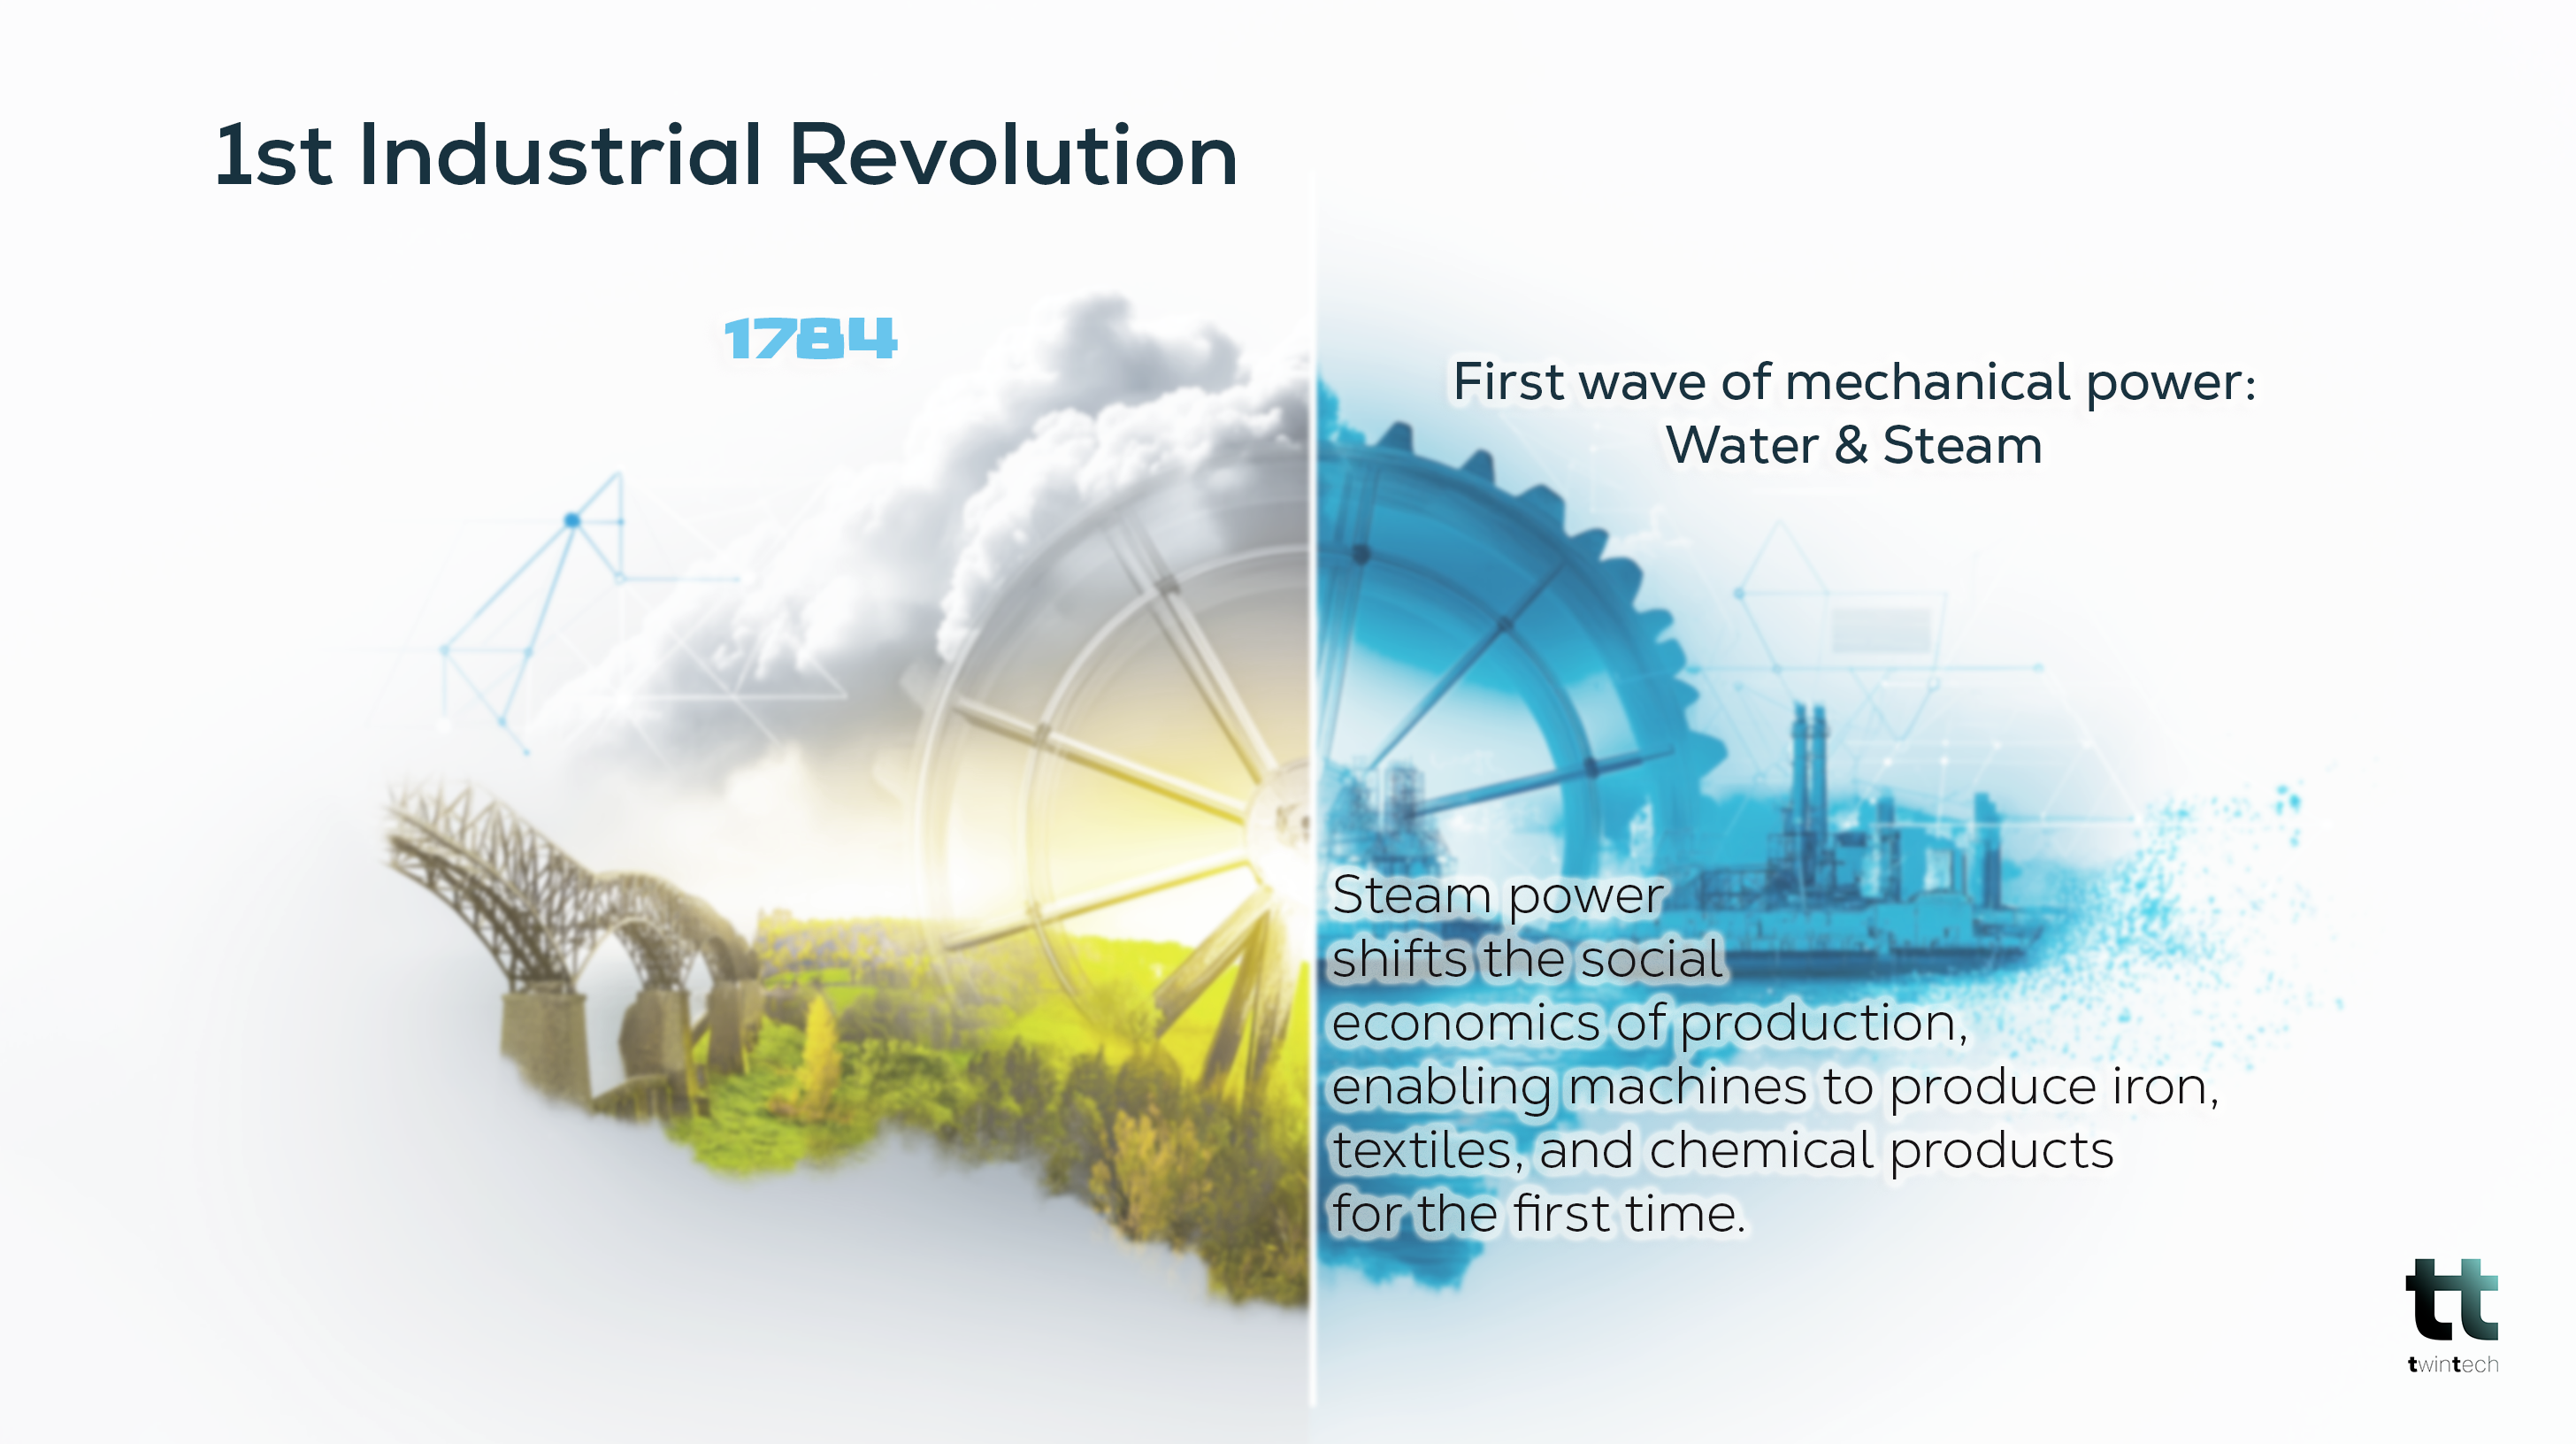 1st Industrial Revolution
1784
First wave of mechanical power:
Water & Steam
Steam power
shifts the social
economics of production,
enabling machines to produce iron,
textiles, and chemical products
for the first time.
tt
twintech